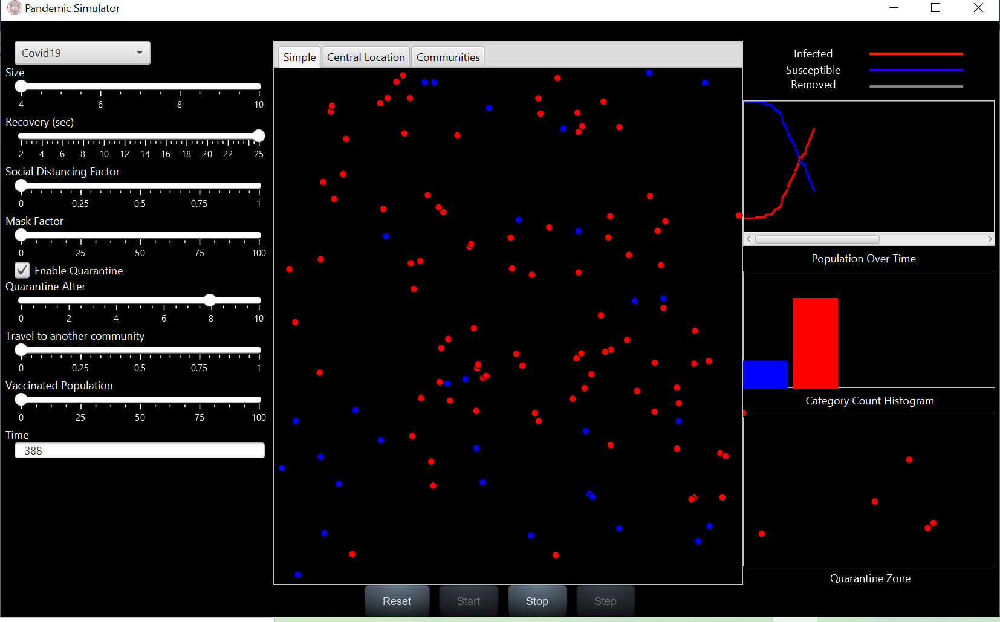 Pandemic Simulator
Covid19
Size
4 6 8 10
Recovery (sec)
2 4 6 8 10 12 14 16 18 20 22 25
Social Distancing Factor
0 0.25 0.5 0.75 1
Mask Factor
0 25 50 75 100
Enable Quarantine
Quarantine After
0 2 4 6 8 10
Travel to another community
0 0.25 0.5 0.75 1
Vaccinated Population
0 25 50 75 100
Time
388
Simple Central Location Communities
Reset Start Stop Step
Infected
Susceptible
Removed
Population Over Time
Category Count Histogram
Quarantine Zone